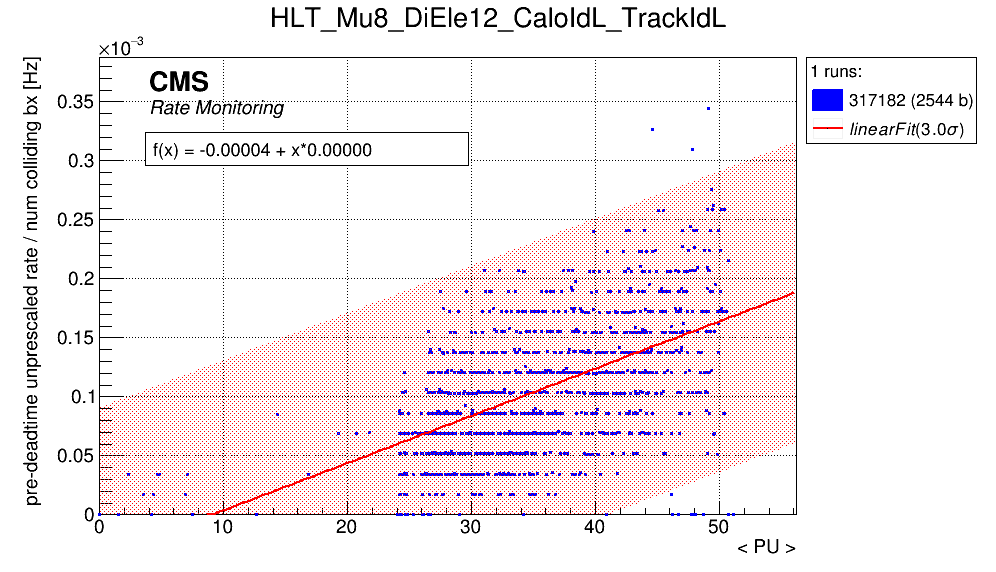 HLT_Mu8_DiEle12_CaloIdL_TrackIdL
×10⁻³
pre-deadtime unprescaled rate / num colliding bx [Hz]
CMS
Rate Monitoring
f(x) = -0.00004 + x*0.00000
1 runs:
317182 (2544 b)
linearFit(3.0σ)
0.35
0.3
0.25
0.2
0.15
0.1
0.05
0
0 10 20 30 40 50
< PU >